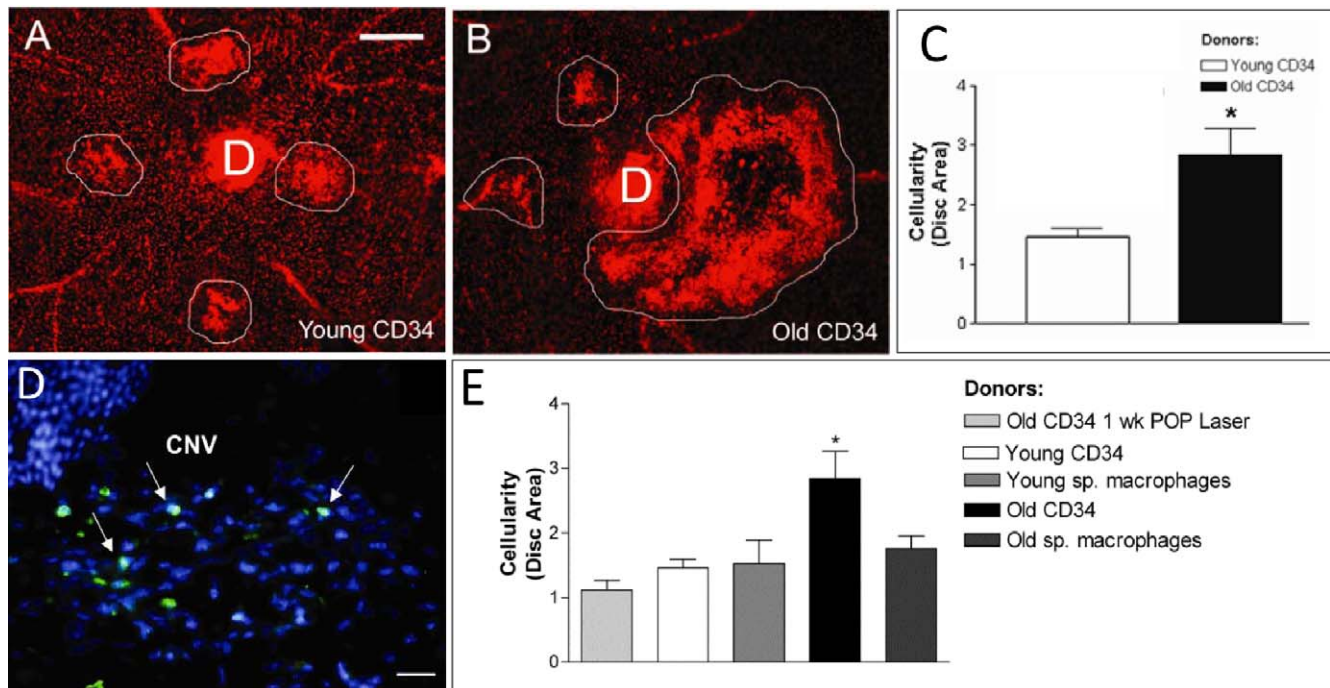 A
D
Young CD34
B
D
Old CD34
C
Donors:
Young CD34
Old CD34
*
Cellularity
(Disc Area)
4
3
2
1
0
D
CNV
E
Cellularity
(Disc Area)
4
3
2
1
0
*
Donors:
Old CD34 1 wk POP Laser
Young CD34
Young sp. macrophages
Old CD34
Old sp. macrophages